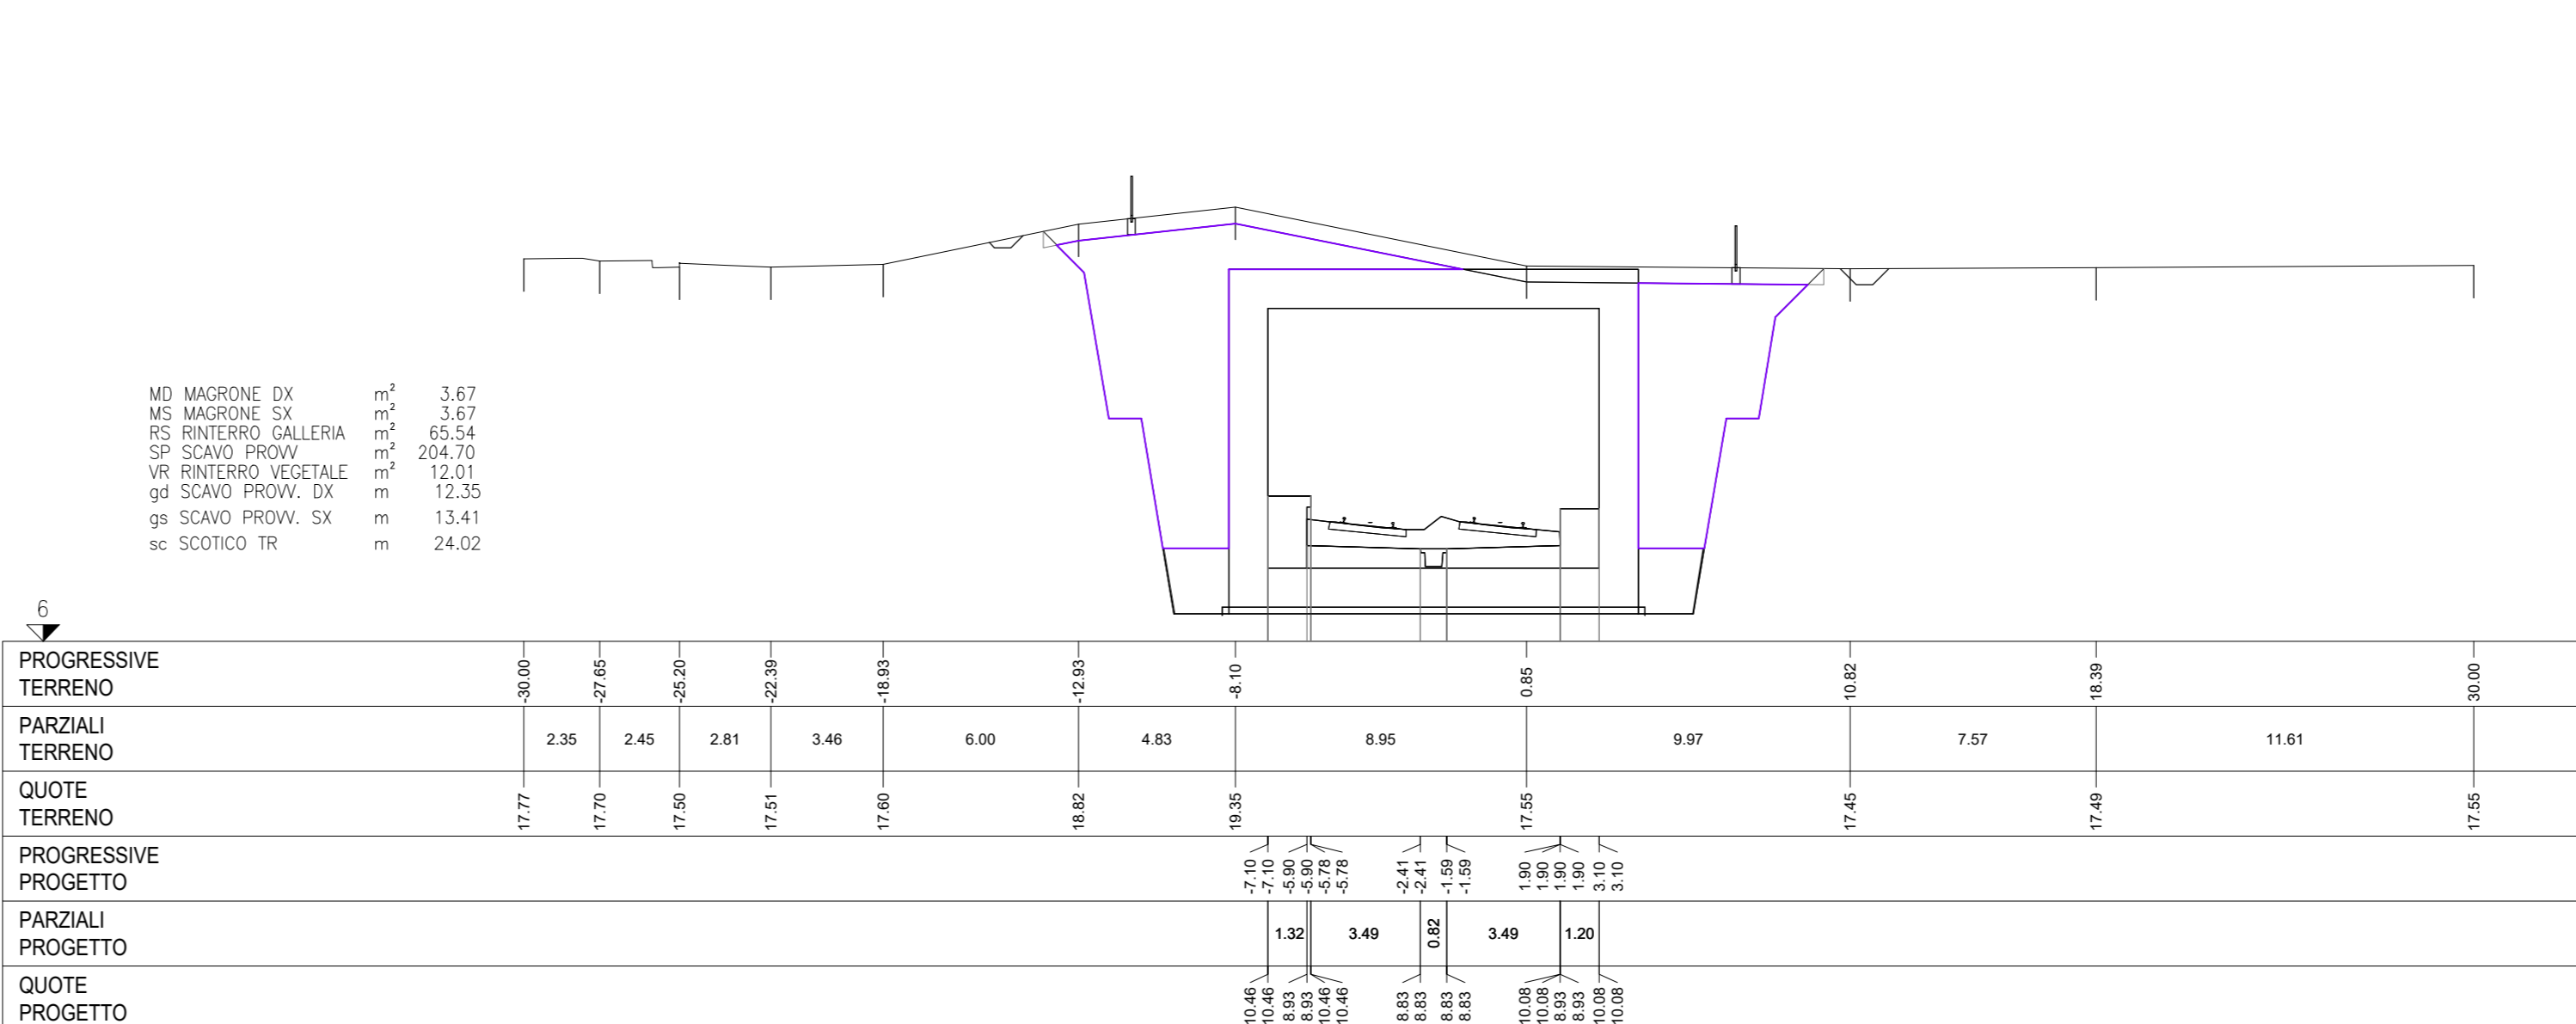 MD MAGRONE DX m² 3.67
MS MAGRONE SX m² 3.67
RS RINTERRO GALLERIA m² 65.54
SP SCAVO PROVV m² 204.70
VR RINTERRO VEGETALE m² 12.01
gd SCAVO PROVV. DX m 12.35
gs SCAVO PROVV. SX m 13.41
sc SCOTICO TR m 24.02
6
PROGRESSIVE
TERRENO
-30.00 -27.65 -25.20 -22.39 -18.93 -12.93 -8.10 0.85 10.82 18.39 30.00
PARZIALI
TERRENO
2.35 2.45 2.81 3.46 6.00 4.83 8.95 9.97 7.57 11.61
QUOTE
TERRENO
17.77 17.70 17.50 17.51 17.60 18.82 19.35 17.55 17.45 17.49 17.55
PROGRESSIVE
PROGETTO
-7.10 -7.10 -5.90 -5.90 -5.78 -5.78 -2.41 -2.41 -1.59 -1.59 1.90 1.90 1.90 1.90 3.10 3.10
PARZIALI
PROGETTO
1.32 3.49 0.82 3.49 1.20
QUOTE
PROGETTO
10.46 10.46 8.93 8.93 10.46 10.46 8.83 8.83 8.83 8.83 10.08 10.08 8.93 8.93 10.08 10.08